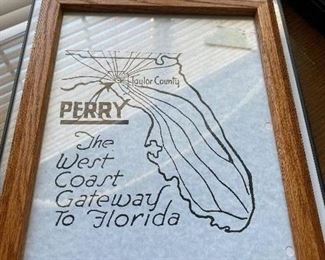 Taylor County
PERRY
The
West
Coast
Gateway
To Florida